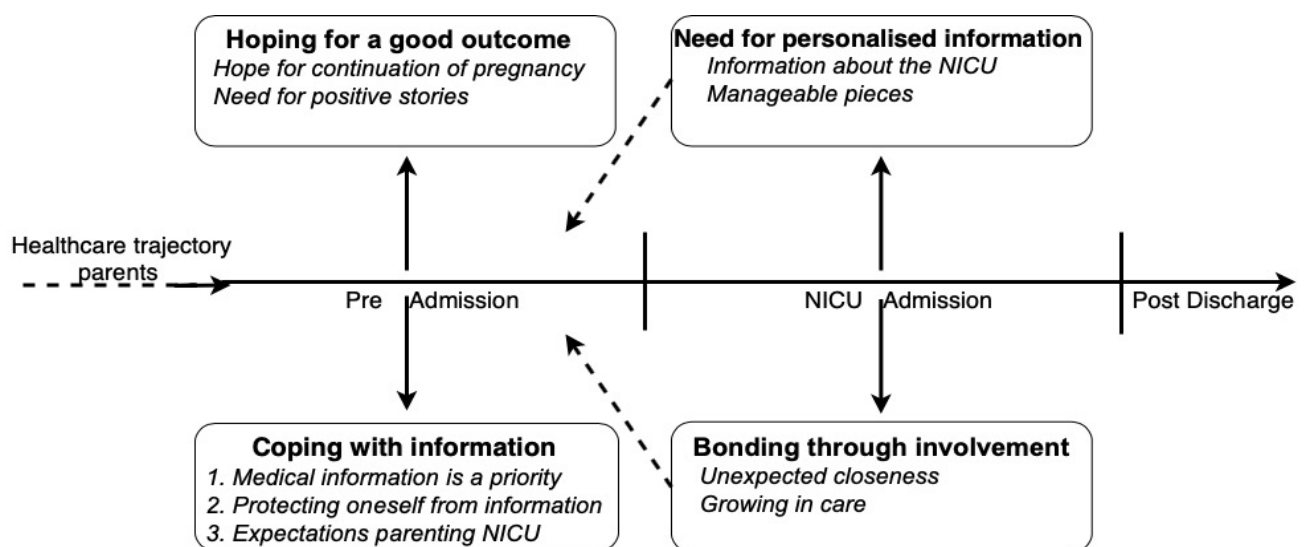 Hoping for a good outcome
Hope for continuation of pregnancy
Need for positive stories
Need for personalised information
Information about the NICU
Manageable pieces
Healthcare trajectory
parents
Pre Admission
NICU Admission
Post Discharge
Coping with information
1. Medical information is a priority
2. Protecting oneself from information
3. Expectations parenting NICU
Bonding through involvement
Unexpected closeness
Growing in care